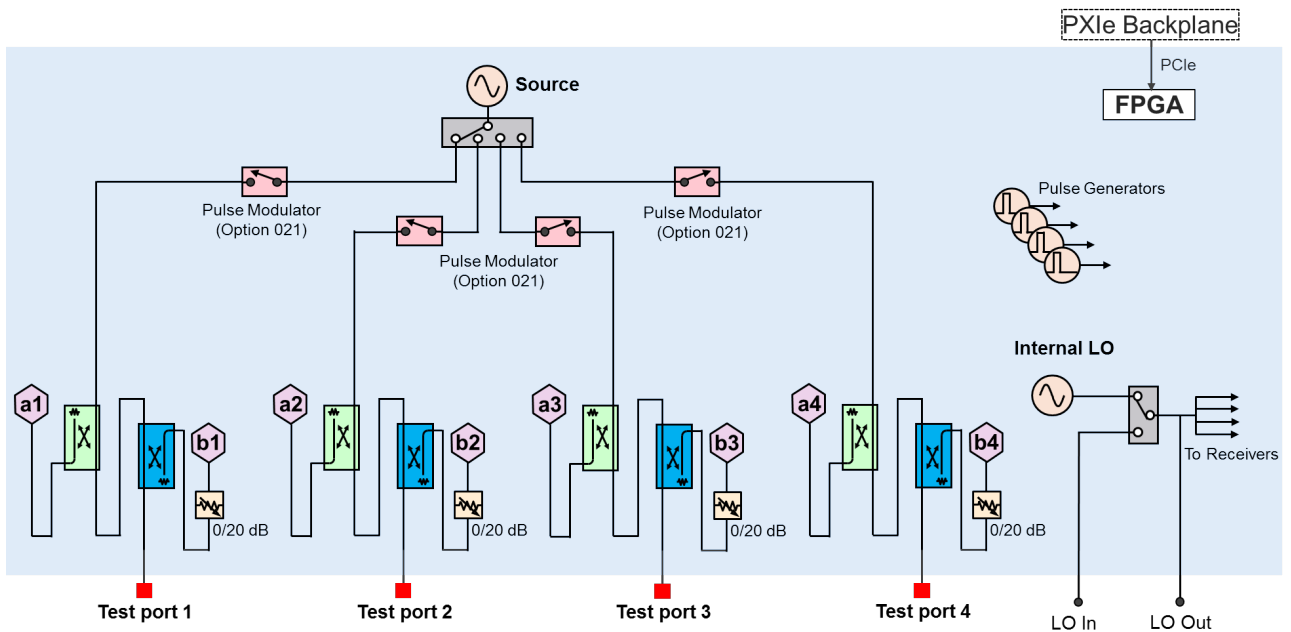 PXIe Backplane
PCIe
FPGA
Source
Pulse Modulator
(Option 021)
Pulse Modulator
(Option 021)
Pulse Modulator
(Option 021)
Pulse Generators
Internal LO
a1
b1
a2
b2
a3
b3
a4
b4
To Receivers
0/20 dB
0/20 dB
0/20 dB
0/20 dB
Test port 1
Test port 2
Test port 3
Test port 4
LO In
LO Out